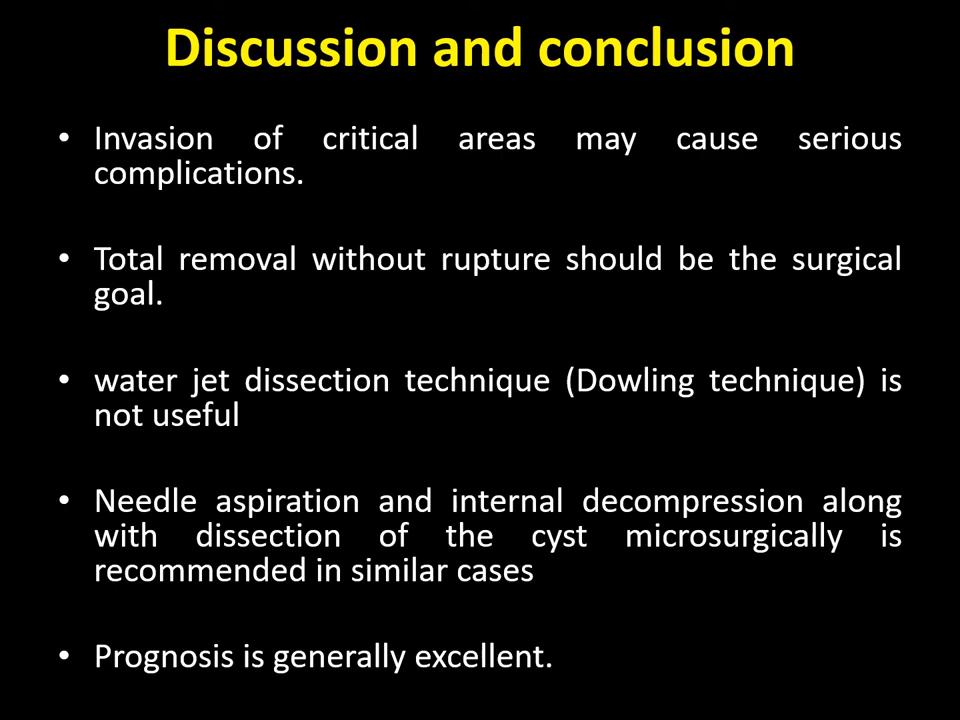 Discussion and conclusion
• Invasion of critical areas may cause serious
complications.
• Total removal without rupture should be the surgical
goal.
• water jet dissection technique (Dowling technique) is
not useful
• Needle aspiration and internal decompression along
with dissection of the cyst microsurgically is
recommended in similar cases
• Prognosis is generally excellent.